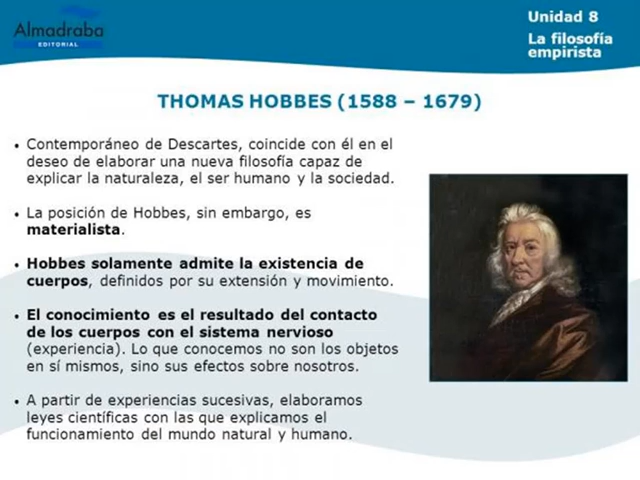 Almadraba
EDITORIAL
Unidad 8
La filosofía
empirista
THOMAS HOBBES (1588 – 1679)
• Contemporáneo de Descartes, coincide con él en el
deseo de elaborar una nueva filosofía capaz de
explicar la naturaleza, el ser humano y la sociedad.
• La posición de Hobbes, sin embargo, es
materialista.
• Hobbes solamente admite la existencia de
cuerpos, definidos por su extensión y movimiento.
• El conocimiento es el resultado del contacto
de los cuerpos con el sistema nervioso
(experiencia). Lo que conocemos no son los objetos
en sí mismos, sino sus efectos sobre nosotros.
• A partir de experiencias sucesivas, elaboramos
leyes científicas con las que explicamos el
funcionamiento del mundo natural y humano.